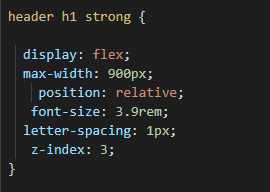 header h1 strong {
display: flex;
max-width: 900px;
position: relative;
font-size: 3.9rem;
letter-spacing: 1px;
z-index: 3;
}